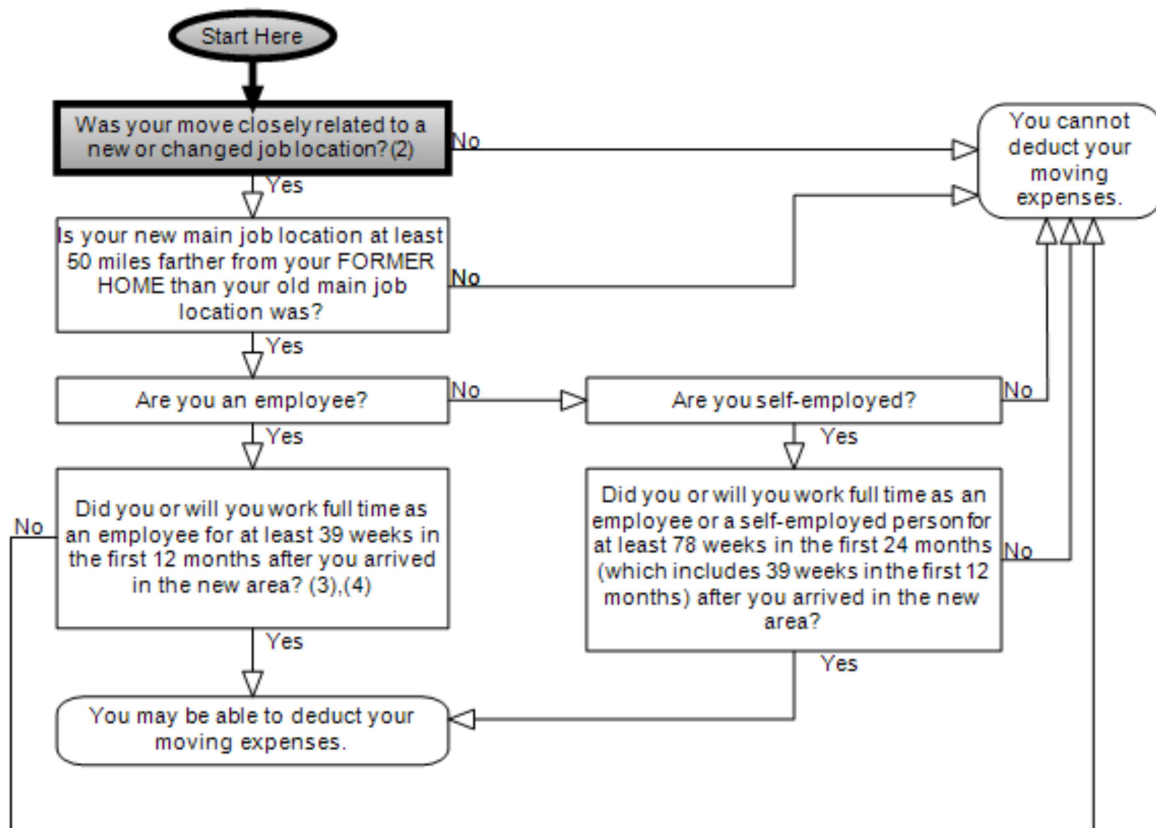 Start Here
Was your move closely related to a
new or changed job location?(2)
No
You cannot
deduct your
moving
expenses.
Yes
Is your new main job location at least
50 miles farther from your FORMER
HOME than your old main job
location was?
No
Yes
Are you an employee?
No
Are you self-employed?
No
Yes
Yes
Did you or will you work full time as
an employee for at least 39 weeks in
the first 12 months after you arrived
in the new area? (3),(4)
No
Did you or will you work full time as an
employee or a self-employed person for
at least 78 weeks in the first 24 months
(which includes 39 weeks in the first 12
months) after you arrived in the new
area?
No
Yes
Yes
You may be able to deduct your
moving expenses.